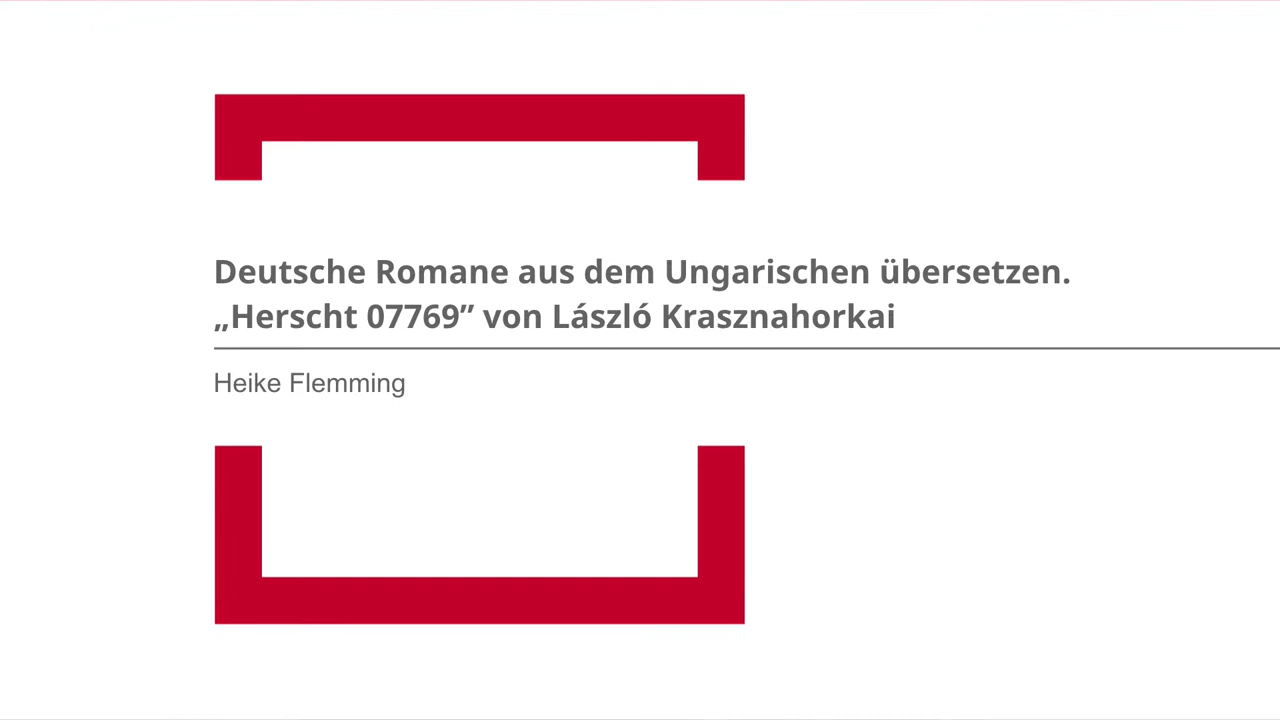 Deutsche Romane aus dem Ungarischen übersetzen.
„Herscht 07769” von László Krasznahorkai
Heike Flemming